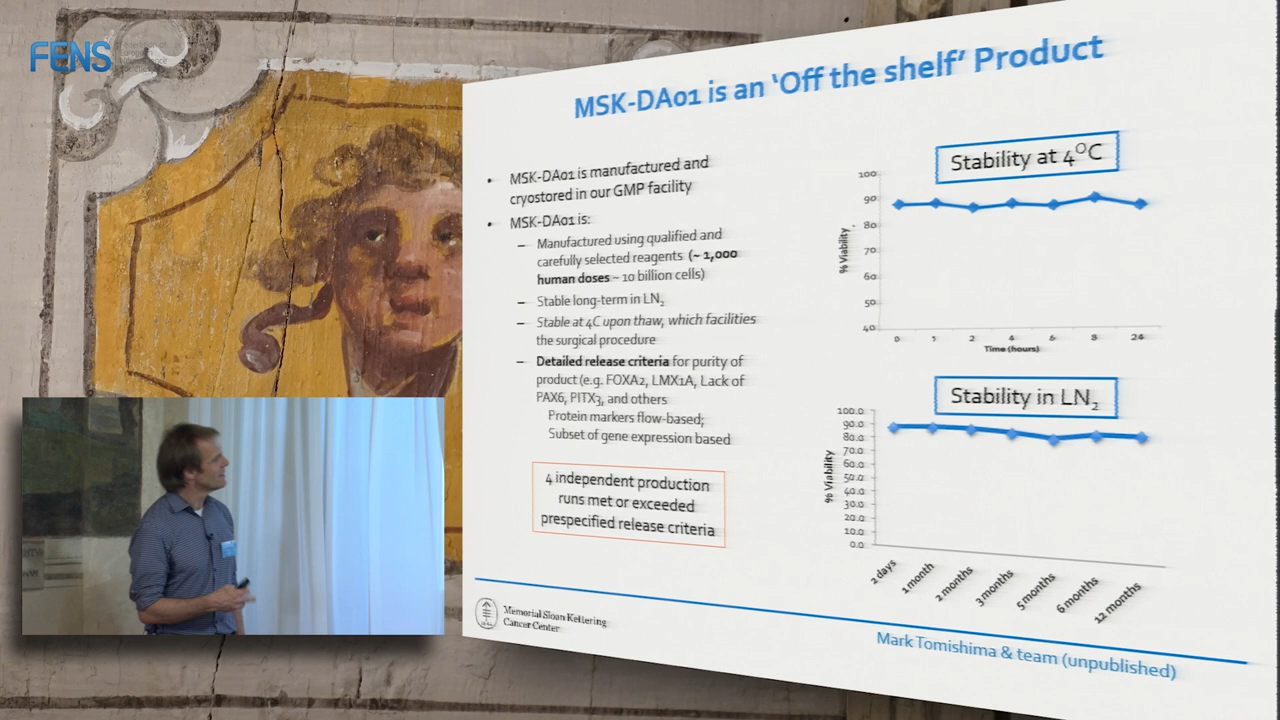 FENS
MSK-DA01 is an ‘Off the shelf’ Product
• MSK-DA01 is manufactured and
cryostored in our GMP facility
• MSK-DA01 is:
– Manufactured using qualified and
carefully selected reagents (~ 1,000
human doses ~ 10 billion cells)
– Stable long-term in LN₂
– Stable at 4C upon thaw, which facilities
the surgical procedure
– Detailed release criteria for purity of
product (e.g. FOXA2, LMX1A, Lack of
PAX6, PITX3, and others
Protein markers flow-based;
Subset of gene expression based
4 independent production
runs met or exceeded
prespecified release criteria
Stability at 4°C
% Viability
100
90
80
70
60
50
40
0 1 2 4 6 8 24
Time (hours)
Stability in LN₂
% Viability
100.0
90.0
80.0
70.0
60.0
50.0
40.0
30.0
20.0
10.0
0.0
2 days 1 month 2 months 3 months 5 months 6 months 12 months
Memorial Sloan Kettering
Cancer Center
Mark Tomishima & team (unpublished)